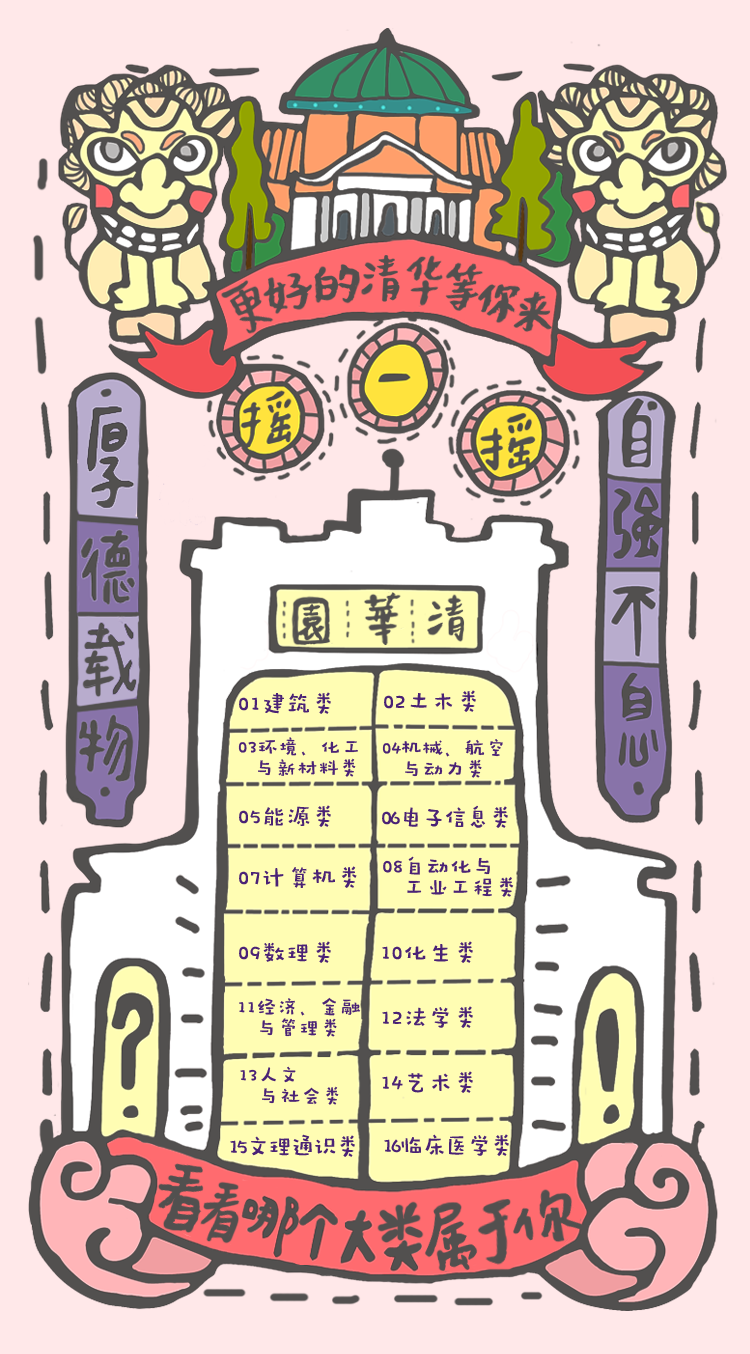 更好的清华等你来
摇一摇
厚德载物
自强不息
園華清
01建筑类
02土木类
03环境、化工
与新材料类
04机械、航空
与动力类
05能源类
06电子信息类
07计算机类
08自动化与
工业工程类
09数理类
10化生类
11经济、金融
与管理类
12法学类
13人文
与社会类
14艺术类
15文理通识类
16临床医学类
?
!
看看哪个大类属于你